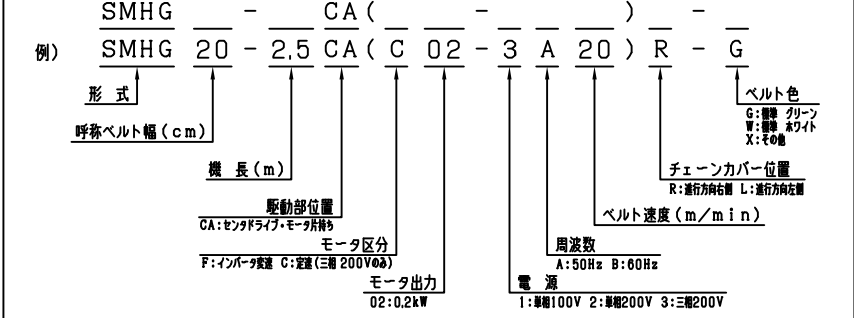 SMHG - CA( - ) -
例) SMHG 20 - 2,5 CA( C 02 - 3 A 20 ) R - G
形 式
ベルト色
G:標準 グリーン
W:標準 ホワイト
X:その他
呼称ベルト幅(cm)
機 長(m)
チェーンカバー位置
R:進行方向右側 L:進行方向左側
駆動部位置
CA:センタドライブ・モータ片持ち
ベルト速度(m/min)
モータ区分
F:インバータ変速 C:定速(三相 200Vのみ)
周波数
A:50Hz B:60Hz
モータ出力
02:0,2kW
電 源
1:単相100V 2:単相200V 3:三相200V